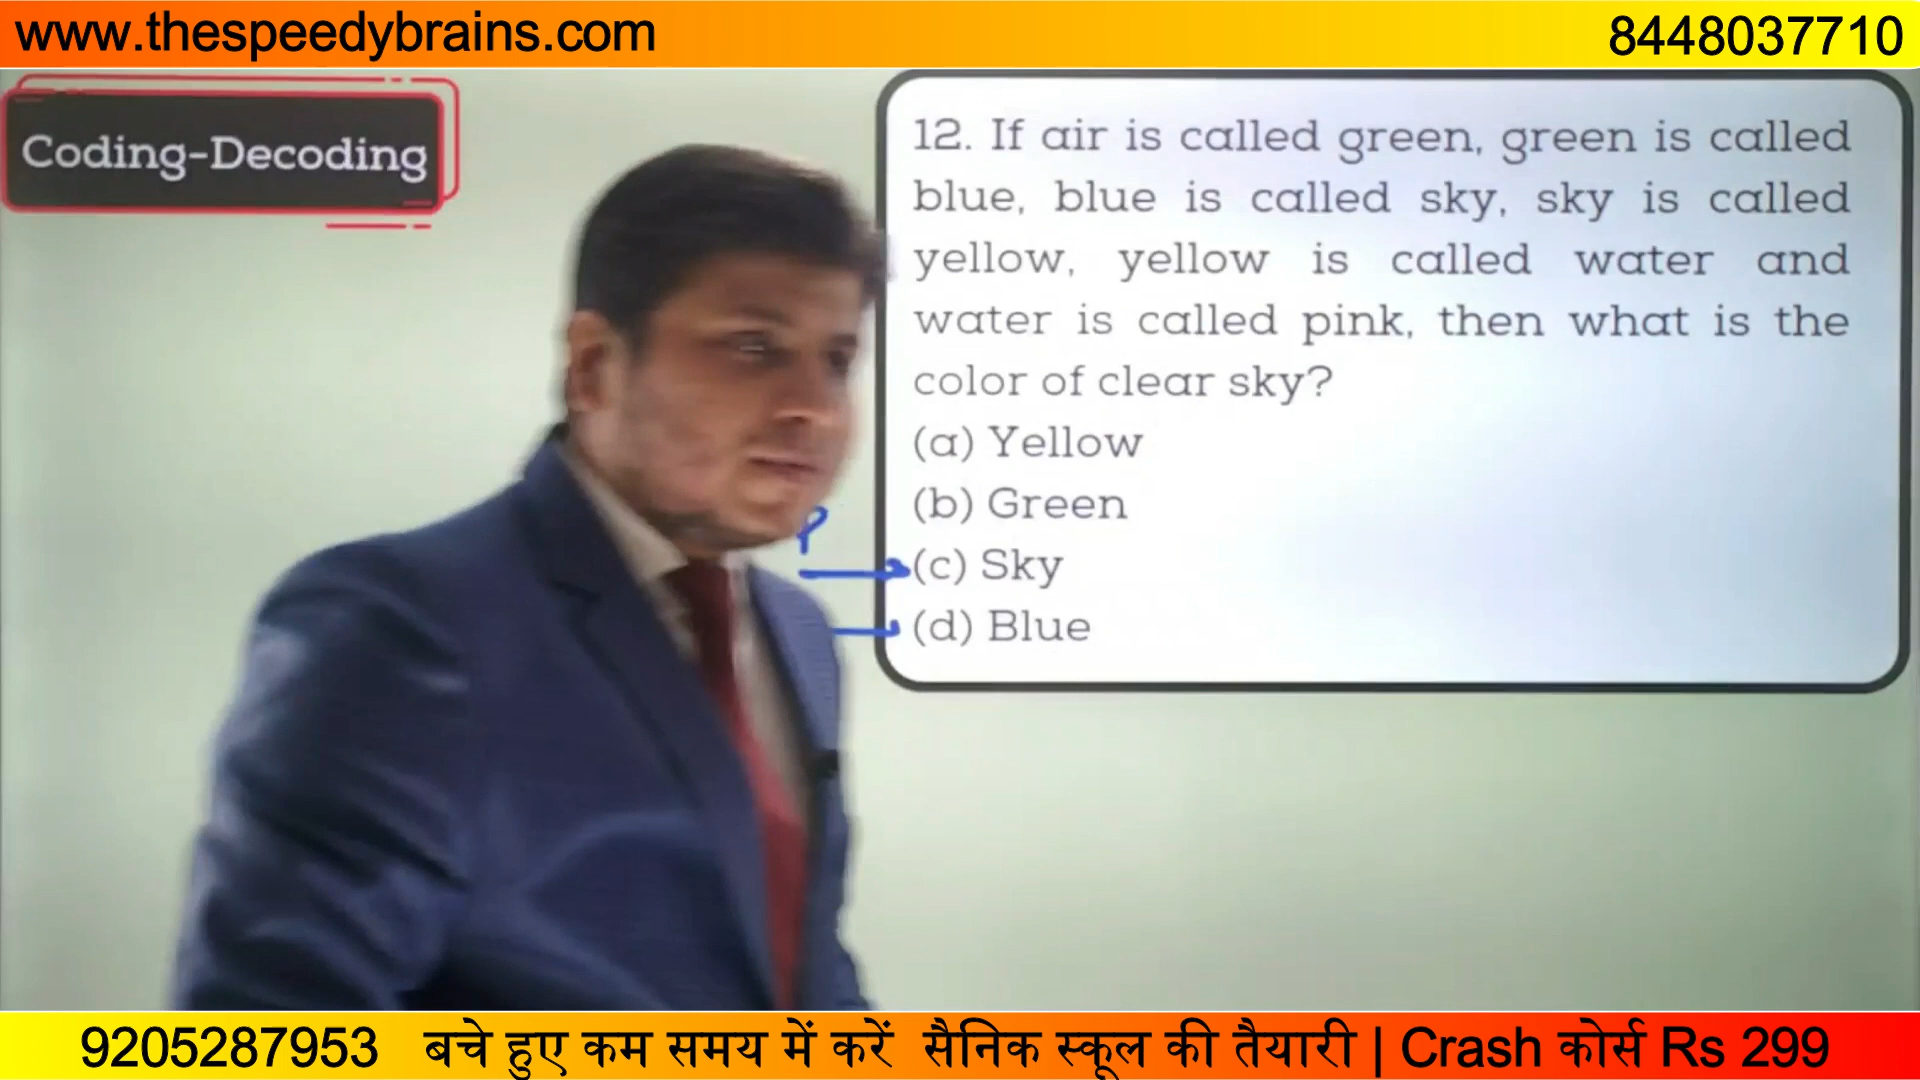 www.thespeedybrains.com
8448037710
Coding-Decoding
12. If air is called green, green is called
blue, blue is called sky, sky is called
yellow, yellow is called water and
water is called pink, then what is the
color of clear sky?
(a) Yellow
(b) Green
(c) Sky
(d) Blue
9205287953 बचे हुए कम समय में करें सैनिक स्कूल की तैयारी | Crash कोर्स Rs 299